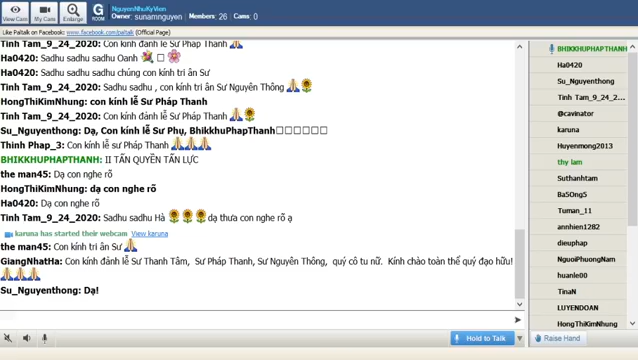 View Cam My Cam Enlarge G ROOM NguyenNhuKyVien
Owner: sunamnguyen | Members: 26 Cams: 0
Like Paltalk on www.facebook.com/paltalk (Official Page)
Tinh Tam_9_24_2020: Con kính đảnh lễ Sư Pháp Thanh
Ha0420: Sadhu sadhu sadhu Oanh
Ha0420: Sadhu sadhu sadhu chúng con kính tri ân Sư
Tinh Tam_9_24_2020: Sadhu sadhu , con kính tri ân Sư Nguyên Thông
HongThiKimNhung: con kính lễ Sư Pháp Thanh
Tinh Tam_9_24_2020: Con kính đảnh lễ Sư Pháp Thanh
Su_Nguyenthong: Dạ, Con kính lễ Sư Phụ, BhikkhuPhapThanh
Thinh Phap_3: Con kính lễ sư Pháp Thanh
BHIKKHUPHAPTHANH: II TẤN QUYỀN TẤN LỰC
the man45: Dạ con nghe rõ
HongThiKimNhung: dạ con nghe rõ
Ha0420: Dạ con nghe rõ
Tinh Tam_9_24_2020: Sadhu sadhu Hà dạ thưa con nghe rõ ạ
karuna has started their webcam View karuna
the man45: Con kính tri ân Sư
GiangNhatHa: Con kính đảnh lễ Sư Thanh Tâm, Sư Pháp Thanh, Sư Nguyên Thông, quý cô tu nữ. Kính chào toàn thể quý đạo hữu!
Su_Nguyenthong: Dạ!
Hold to Talk
BHIKKHUPHAPTHANH
Ha0420
Su_Nguyenthong
Tinh Tam_9_24_2...
@cavinator
karuna
Huyenmong2013
thy lam
Suthanhtam
Ba5Ong5
Tuman_11
annhien1282
dieuphap
NguoiPhuongNam
huanle00
TinaN
LUYENDOAN
HongThiKimNhung
Raise Hand